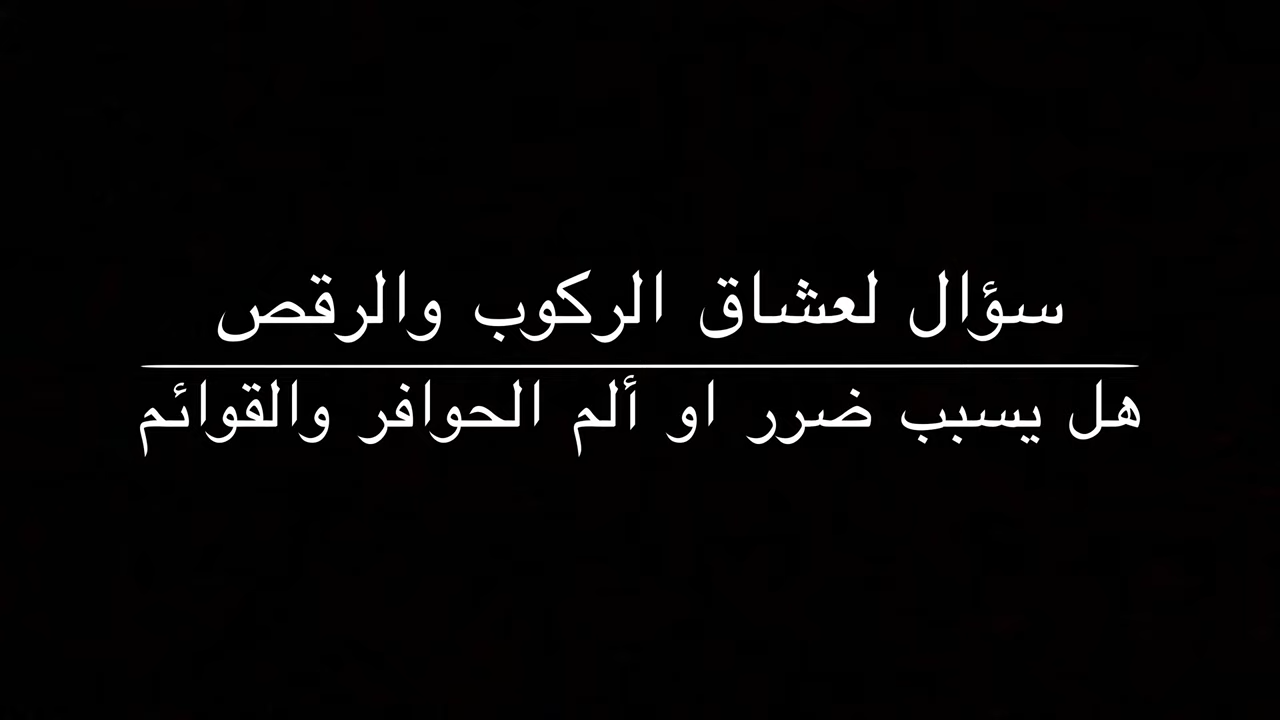 سؤال لعشاق الركوب والرقص
هل يسبب ضرر او ألم الحوافر والقوائم